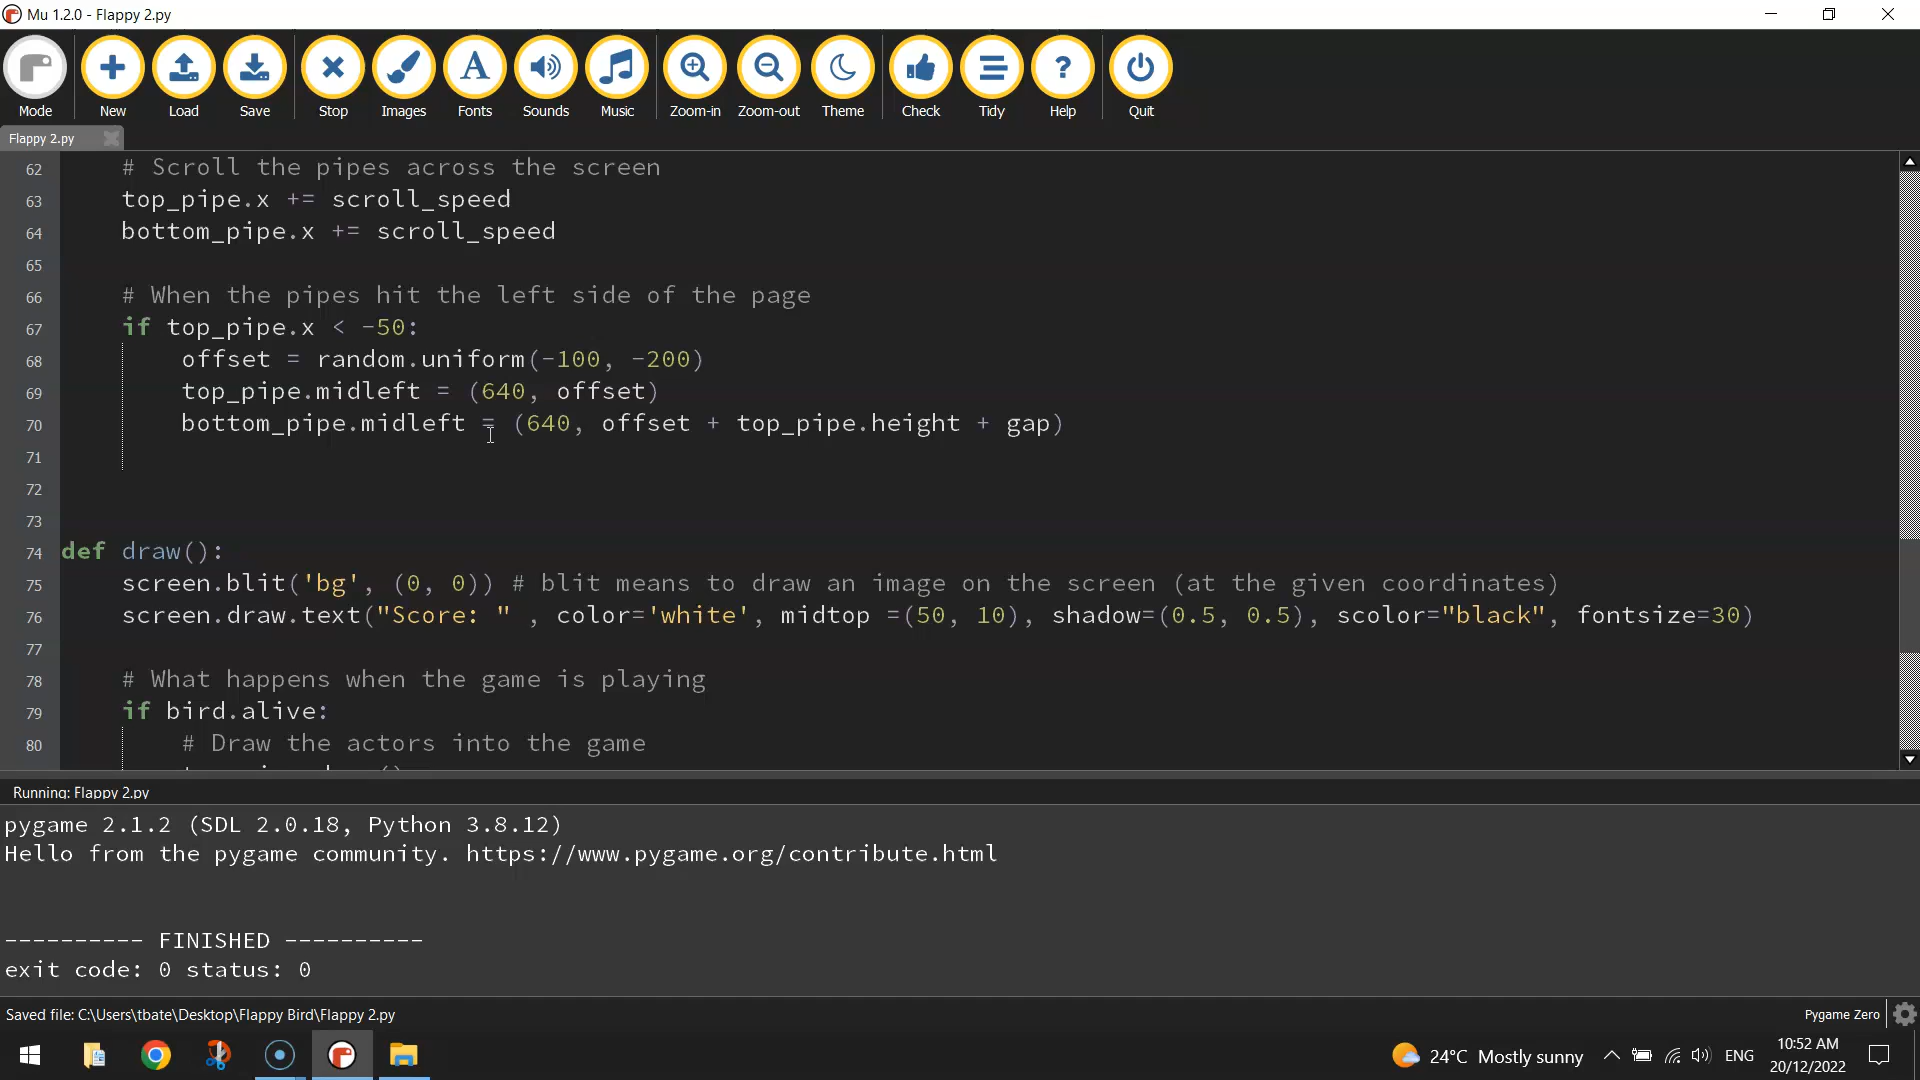 Mu 1.2.0 - Flappy 2.py
Mode New Load Save Stop Images Fonts Sounds Music Zoom-in Zoom-out Theme Check Tidy Help Quit
Flappy 2.py
62 # Scroll the pipes across the screen
63 top_pipe.x += scroll_speed
64 bottom_pipe.x += scroll_speed
65
66 # When the pipes hit the left side of the page
67 if top_pipe.x < -50:
68 offset = random.uniform(-100, -200)
69 top_pipe.midleft = (640, offset)
70 bottom_pipe.midleft = (640, offset + top_pipe.height + gap)
71
72
73
74 def draw():
75 screen.blit('bg', (0, 0)) # blit means to draw an image on the screen (at the given coordinates)
76 screen.draw.text("Score: " , color='white', midtop =(50, 10), shadow=(0.5, 0.5), scolor="black", fontsize=30)
77
78 # What happens when the game is playing
79 if bird.alive:
80 # Draw the actors into the game
Running: Flappy 2.py
pygame 2.1.2 (SDL 2.0.18, Python 3.8.12)
Hello from the pygame community. https://www.pygame.org/contribute.html
---------- FINISHED ----------
exit code: 0 status: 0
Saved file: C:\Users\tbate\Desktop\Flappy Bird\Flappy 2.py
Pygame Zero
24°C Mostly sunny
ENG
10:52 AM
20/12/2022